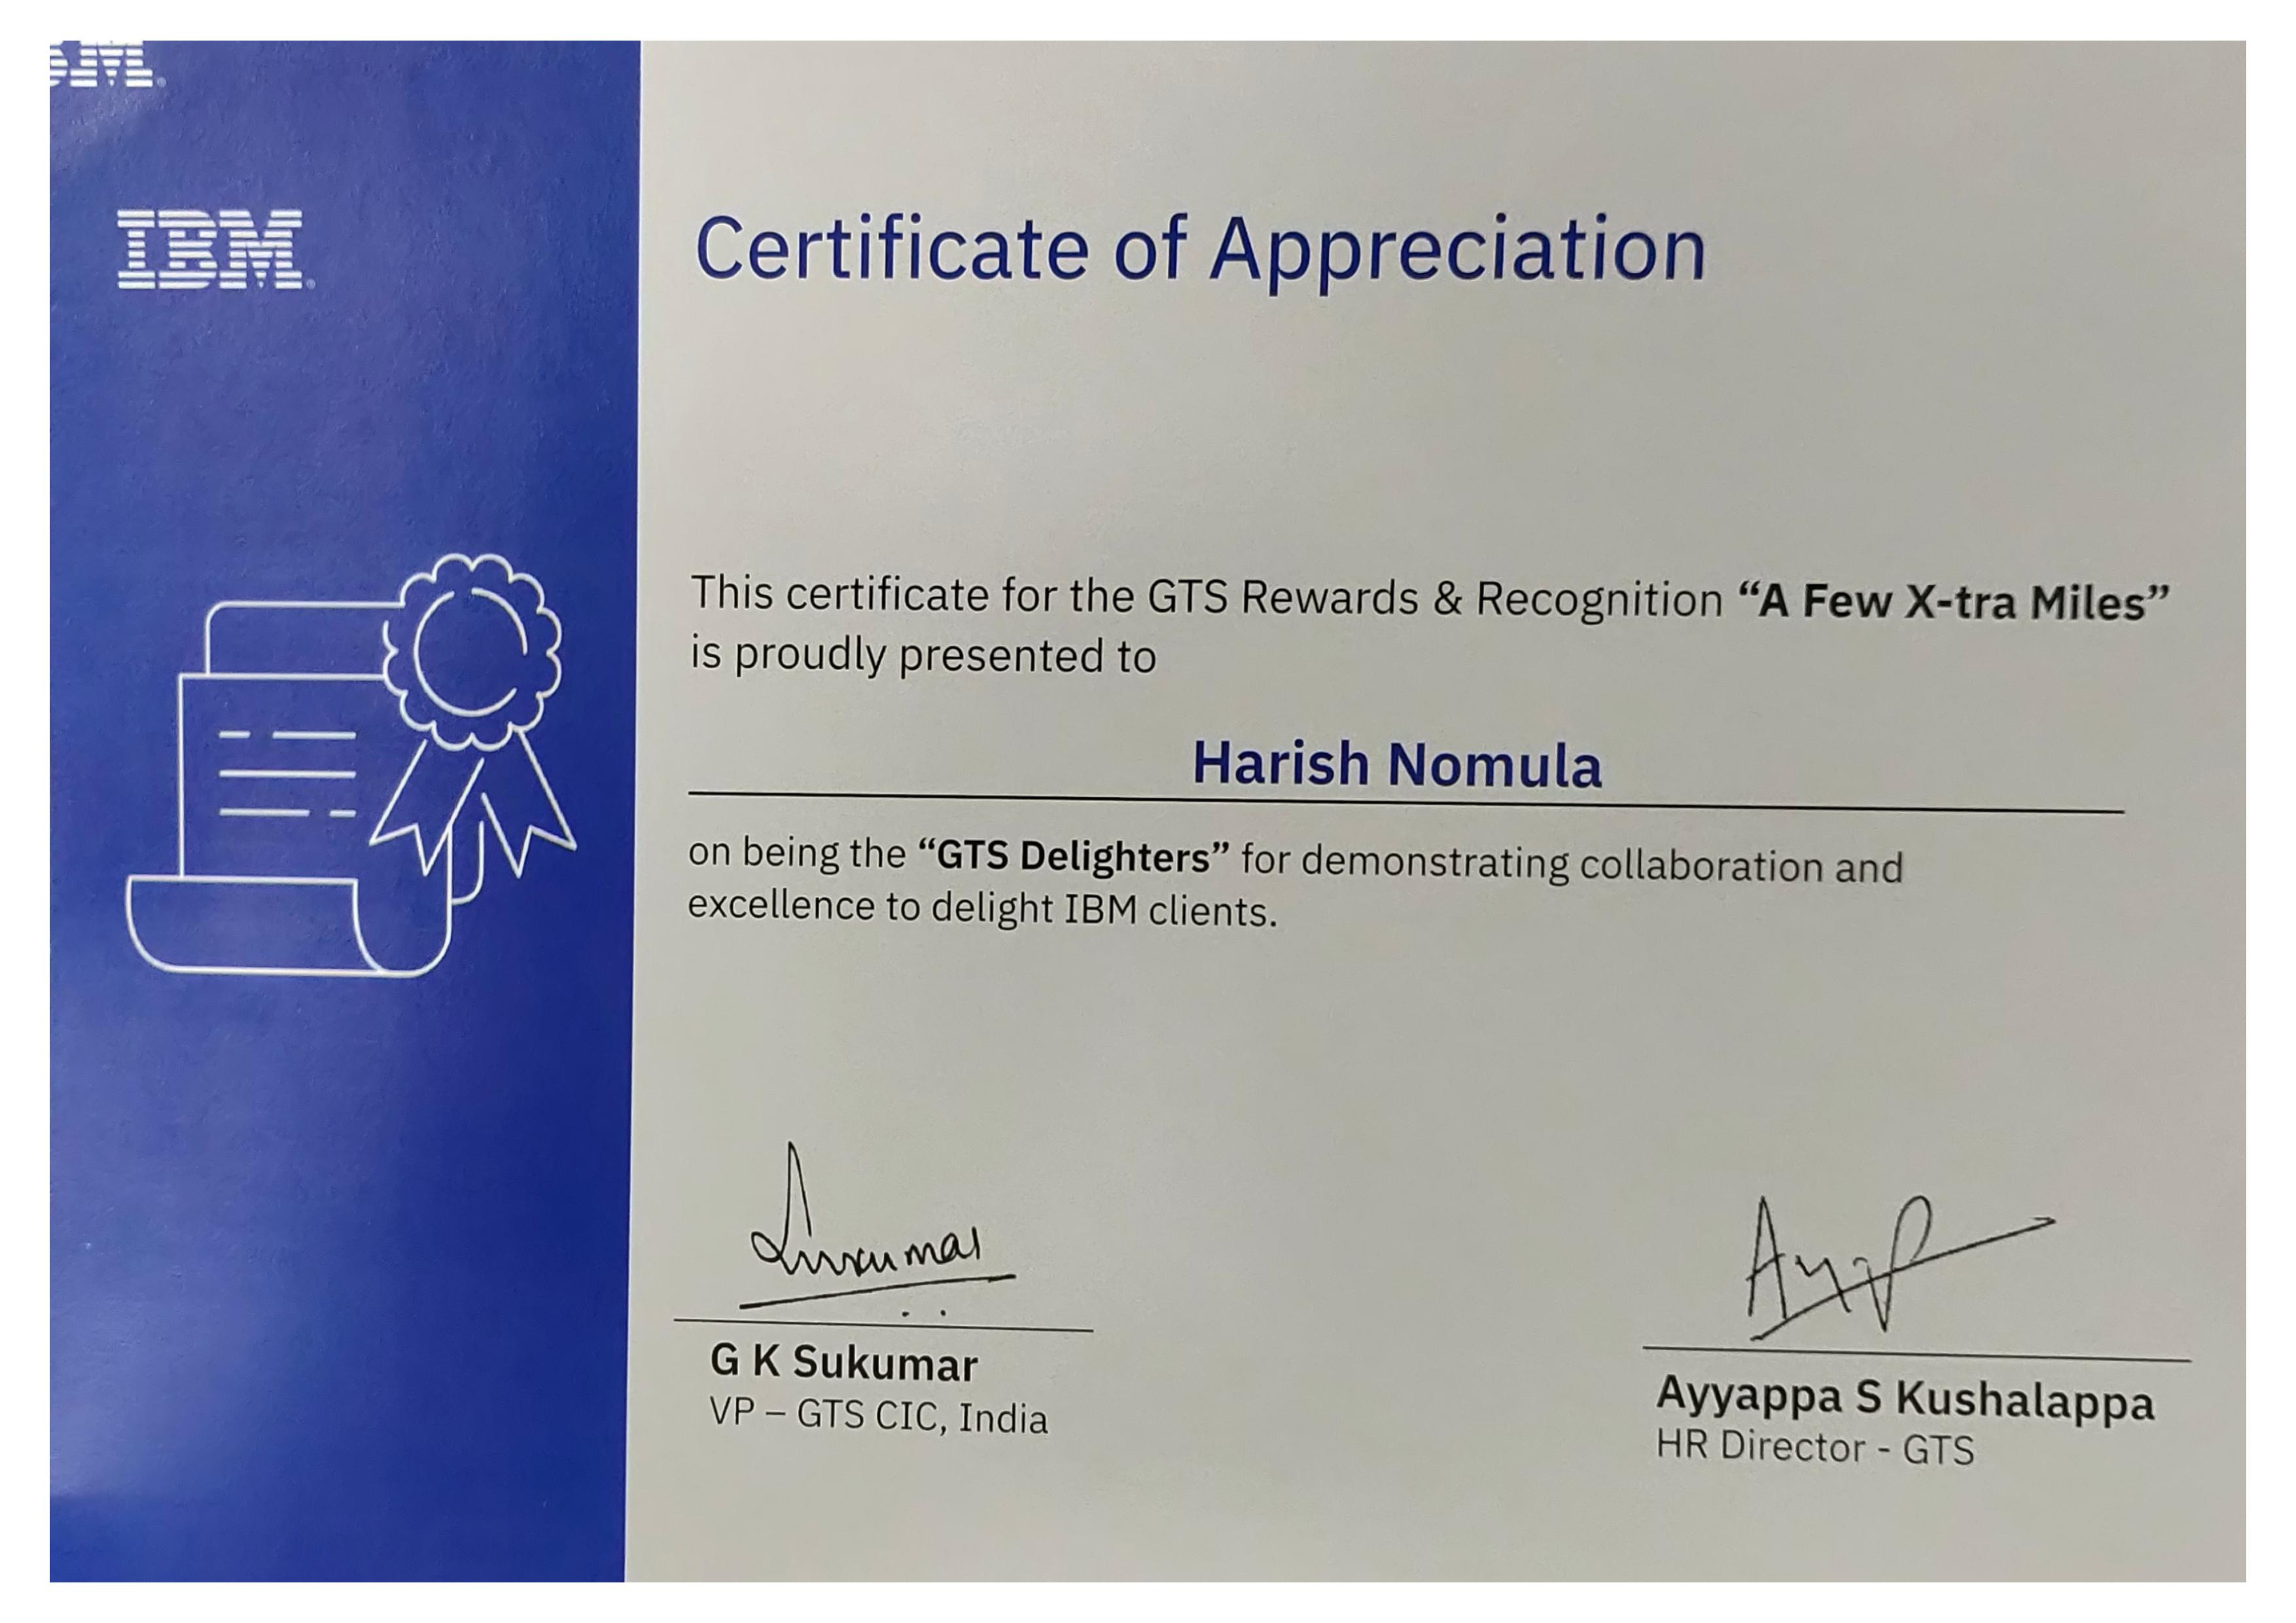 IBM
Certificate of Appreciation
This certificate for the GTS Rewards & Recognition “A Few X-tra Miles”
is proudly presented to
Harish Nomula
on being the “GTS Delighters” for demonstrating collaboration and
excellence to delight IBM clients.
G K Sukumar
VP – GTS CIC, India
Ayyappa S Kushalappa
HR Director - GTS